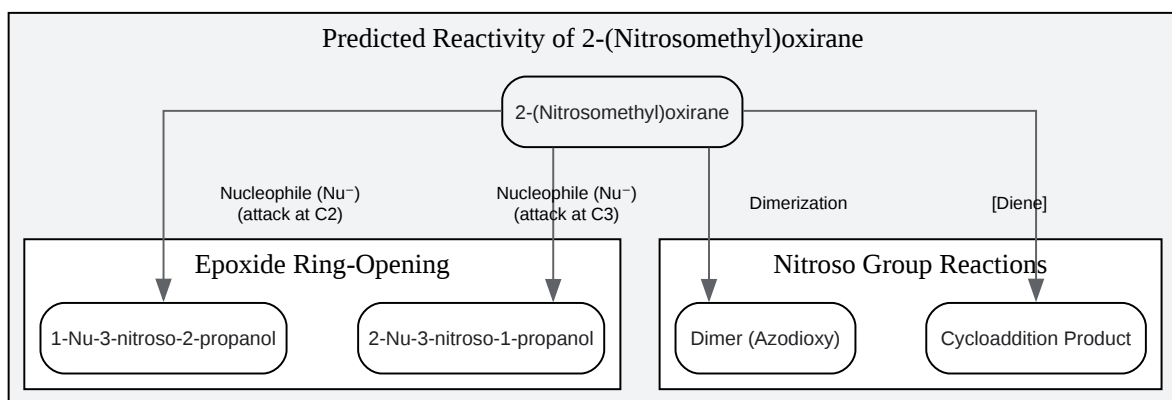 Predicted Reactivity of 2-(Nitrosomethyl)oxirane
2-(Nitrosomethyl)oxirane
Nucleophile (Nu⁻)
(attack at C2)
Nucleophile (Nu⁻)
(attack at C3)
Dimerization
[Diene]
Epoxide Ring-Opening
Nitroso Group Reactions
1-Nu-3-nitroso-2-propanol
2-Nu-3-nitroso-1-propanol
Dimer (Azodioxy)
Cycloaddition Product